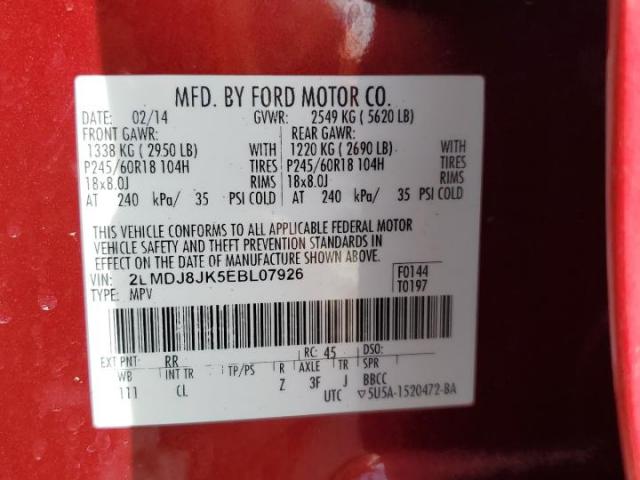 MFD. BY FORD MOTOR CO.
DATE: 02/14 GVWR: 2549 KG ( 5620 LB)
FRONT GAWR: REAR GAWR:
1338 KG ( 2950 LB) WITH 1220 KG ( 2690 LB) WITH
P245/60R18 104H TIRES P245/60R18 104H TIRES
18x8.0J RIMS 18x8.0J RIMS
AT 240 kPa/ 35 PSI COLD AT 240 kPa/ 35 PSI COLD
THIS VEHICLE CONFORMS TO ALL APPLICABLE FEDERAL MOTOR
VEHICLE SAFETY AND THEFT PREVENTION STANDARDS IN
EFFECT ON THE DATE OF MANUFACTURE SHOWN ABOVE.
VIN: 2LMDJ8JK5EBL07926 F0144
TYPE: MPV T0197
EXT PNT: RR RC: 45 DSO:
WB INT TR TP/PS R AXLE TR SPR
111 CL Z 3F J BBCC
UTC ▽5U5A-1520472-BA